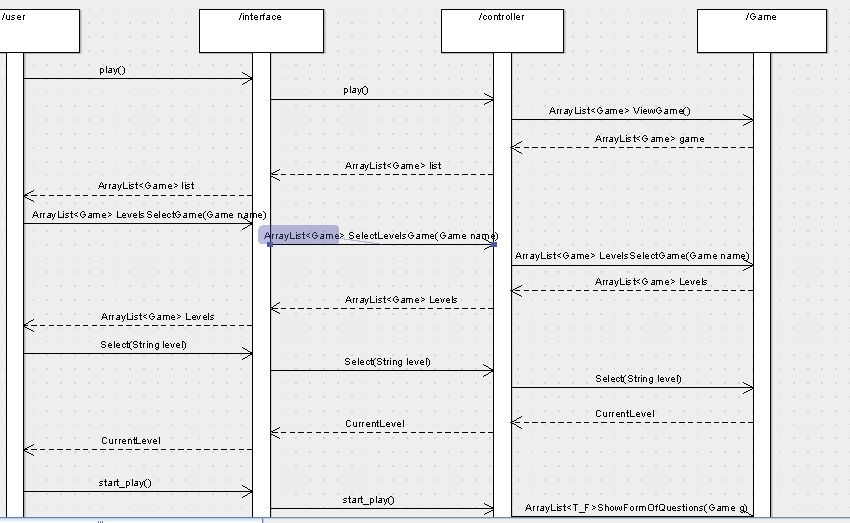 /user
/interface
/controller
/Game
play()
play()
ArrayList<Game> ViewGame()
ArrayList<Game> game
ArrayList<Game> list
ArrayList<Game> list
ArrayList<Game> LevelsSelectGame(Game name)
ArrayList<Game> SelectLevelsGame(Game name)
ArrayList<Game> LevelsSelectGame(Game name)
ArrayList<Game> Levels
ArrayList<Game> Levels
ArrayList<Game> Levels
Select(String level)
Select(String level)
Select(String level)
CurrentLevel
CurrentLevel
CurrentLevel
start_play()
start_play()
ArrayList<T_F>ShowFormOfQuestions(Game g)